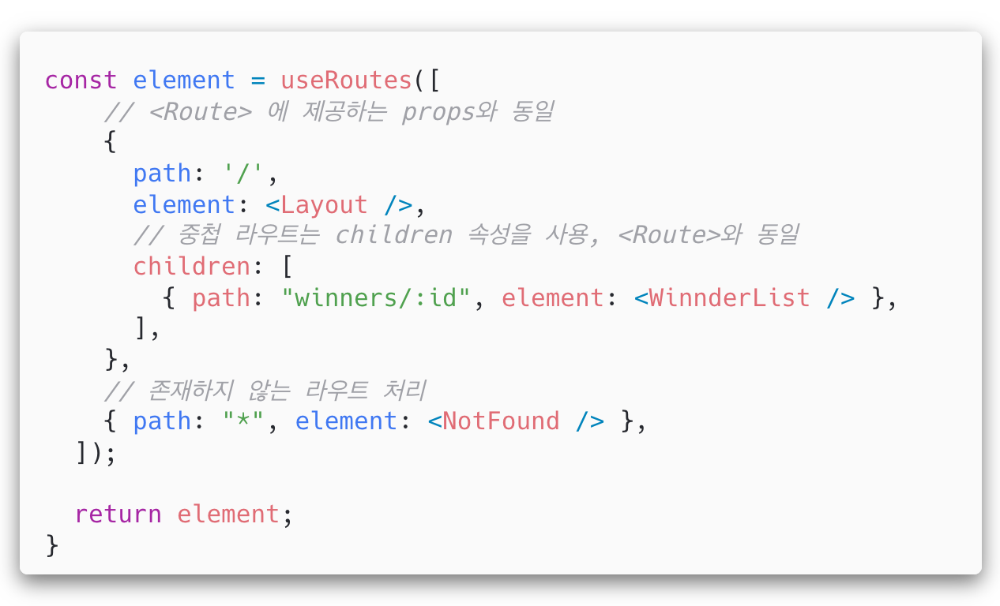 const element = useRoutes([
    // <Route> 에 제공하는 props와 동일
    {
      path: '/',
      element: <Layout />,
      // 중첩 라우트는 children 속성을 사용, <Route>와 동일
      children: [
        { path: "winners/:id", element: <WinnderList /> },
      ],
    },
    // 존재하지 않는 라우트 처리
    { path: "*", element: <NotFound /> },
  ]);

  return element;
}